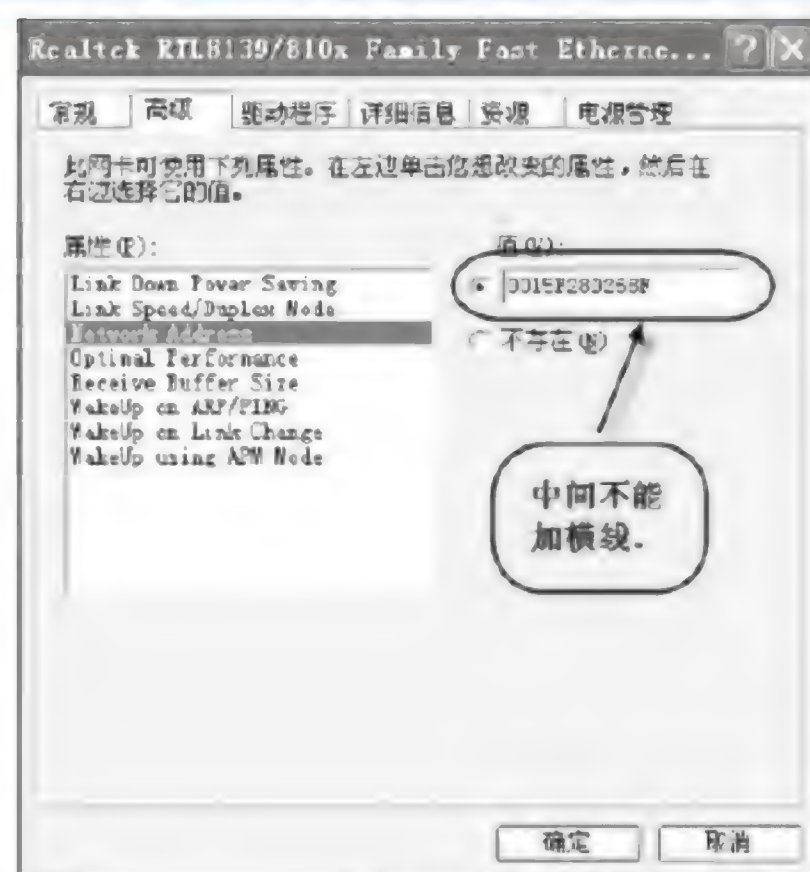 Realtek RTL8139/810x Family Fast Etherne...
常规 高级 驱动程序 详细信息 资源 电源管理
此网卡可使用下列属性。在左边单击您想改变的属性，然后在
右边选择它的值。
属性(P):
值(V):
Link Down Power Saving
Link Speed/Duplex Mode
Network Address
Optimal Performance
Receive Buffer Size
WakeUp on ARP/PING
WakeUp on Link Change
WakeUp using APM Mode
不存在(N)
中间不能
加横线.
确定 取消